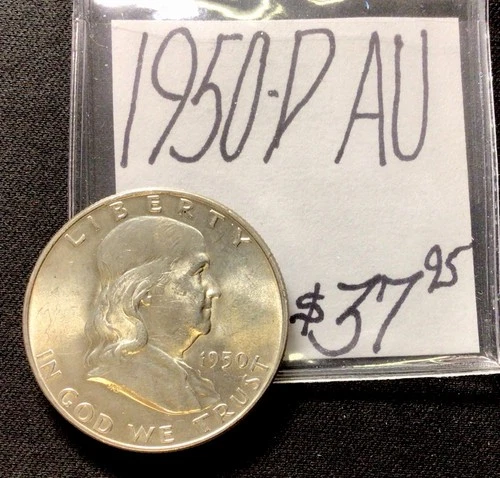 1950-D AU
$37.95
LIBERTY
1950
IN GOD WE TRUST